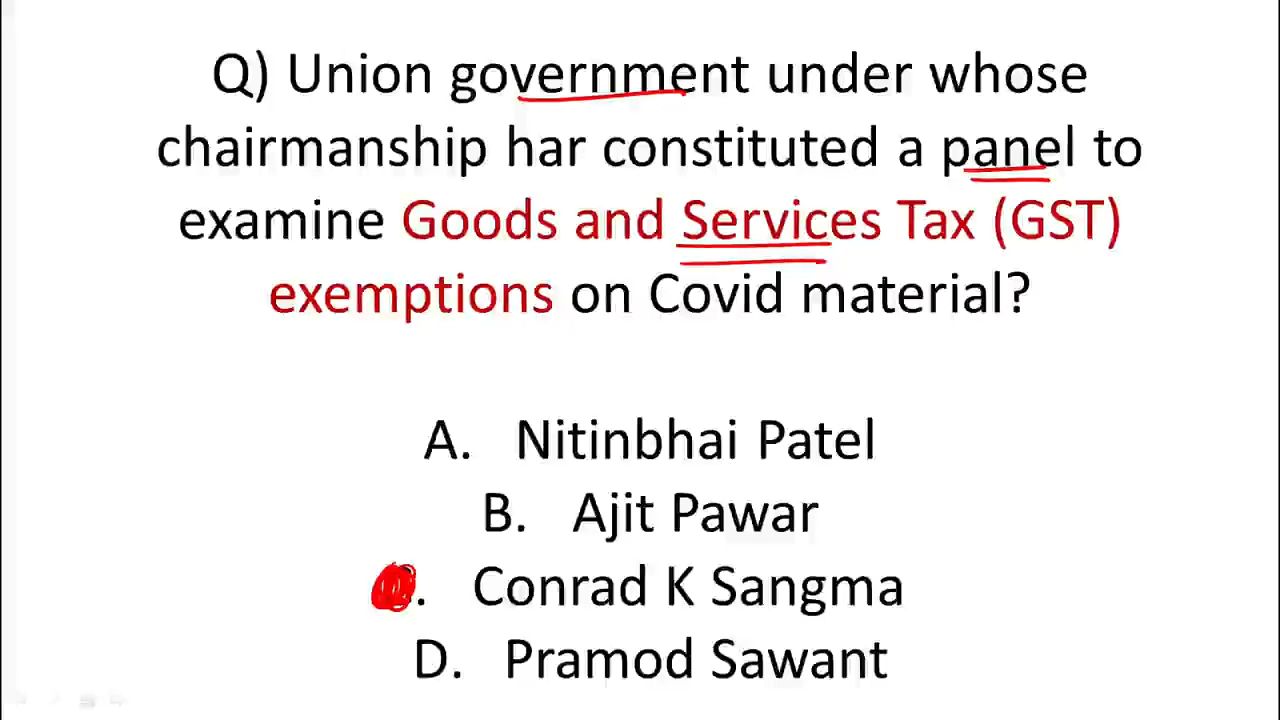 Q) Union government under whose
chairmanship har constituted a panel to
examine Goods and Services Tax (GST)
exemptions on Covid material?
A. Nitinbhai Patel
B. Ajit Pawar
. Conrad K Sangma
D. Pramod Sawant